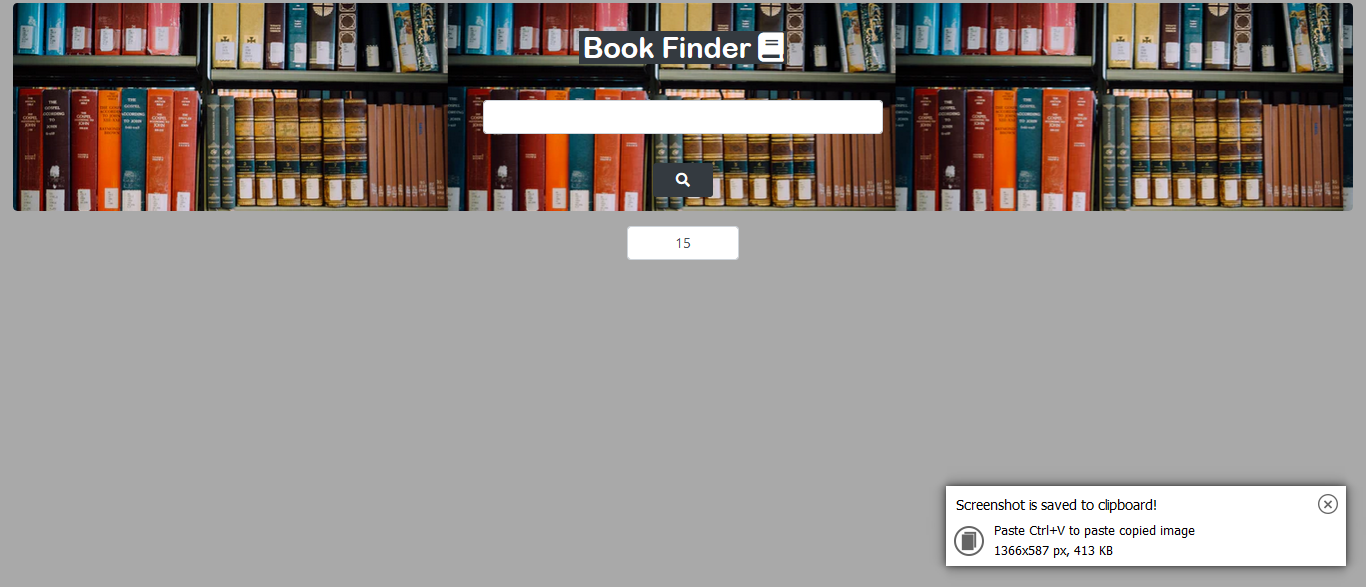 Book Finder
15
Screenshot is saved to clipboard!
Paste Ctrl+V to paste copied image
1366x587 px, 413 KB